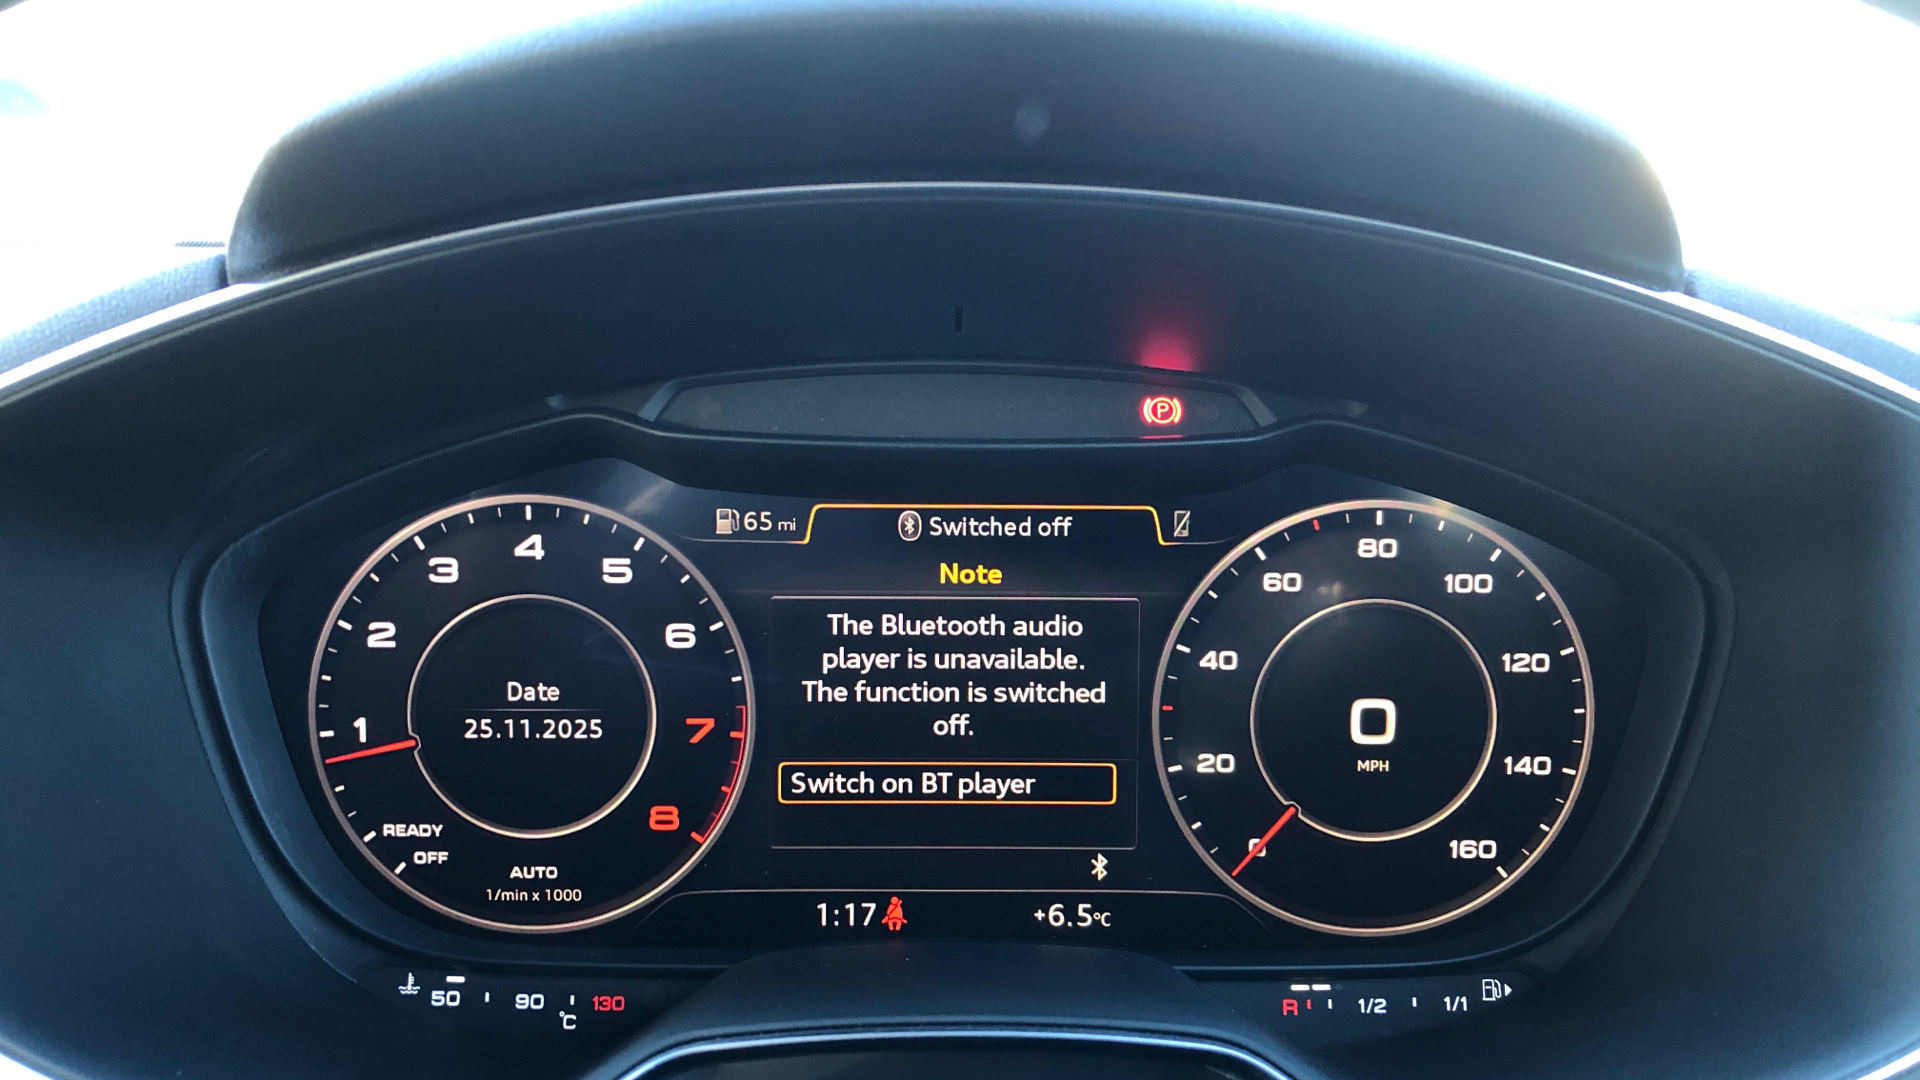 P
65 mi
Switched off
Note
The Bluetooth audio
player is unavailable.
The function is switched
off.
Switch on BT player
1:17
+6.5°C
Date
25.11.2025
1
2
3
4
5
6
7
8
READY
OFF
AUTO
1/min x 1000
0
20
40
60
80
100
120
140
160
0
MPH
50 90 130
°C
R 1/2 1/1